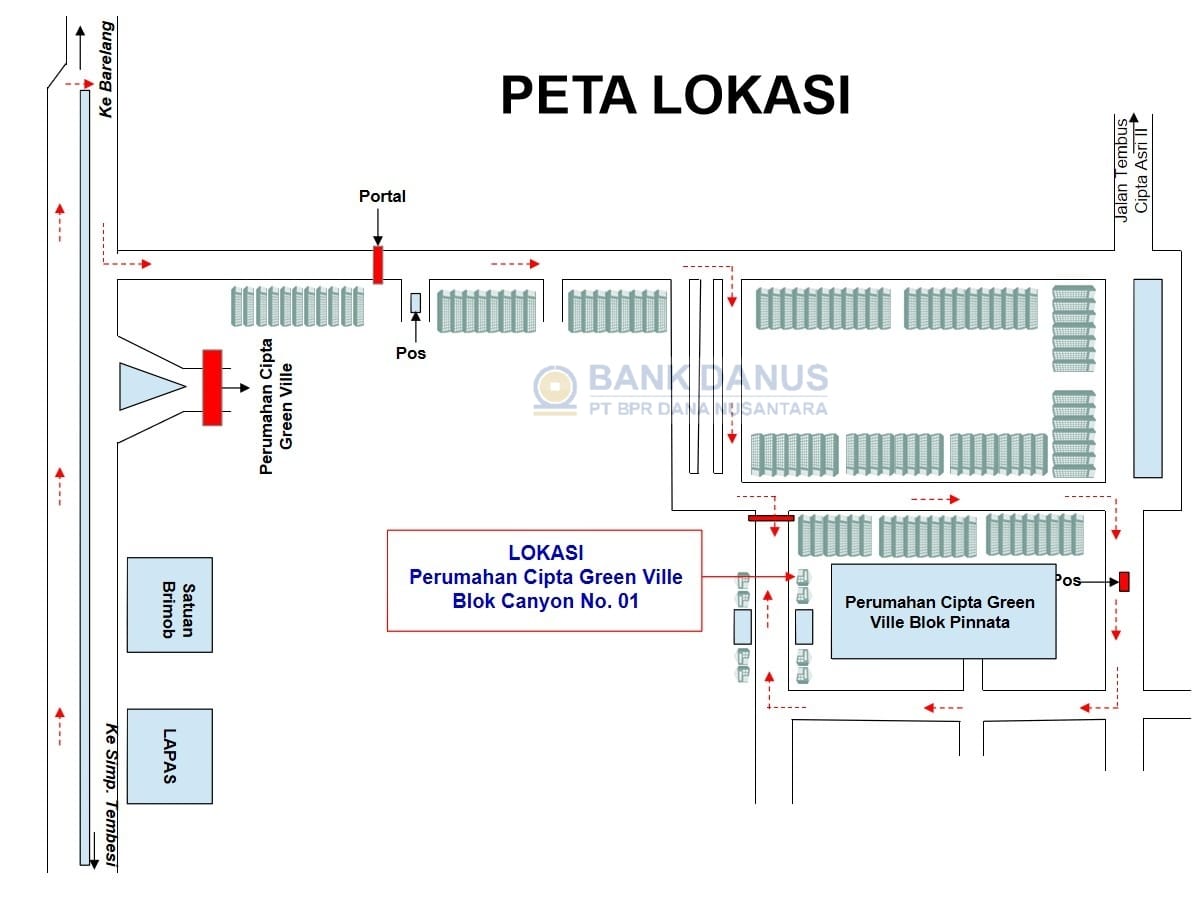 PETA LOKASI
Ke Barelang
Jalan Tembus
Cipta Asri II
Portal
Pos
Perumahan Cipta
Green Ville
BANK DANUS
PT BPR DANA NUSANTARA
LOKASI
Perumahan Cipta Green Ville
Blok Canyon No. 01
Pos
Perumahan Cipta Green
Ville Blok Pinnata
Satuan
Brimob
LAPAS
Ke Simp. Tembesi